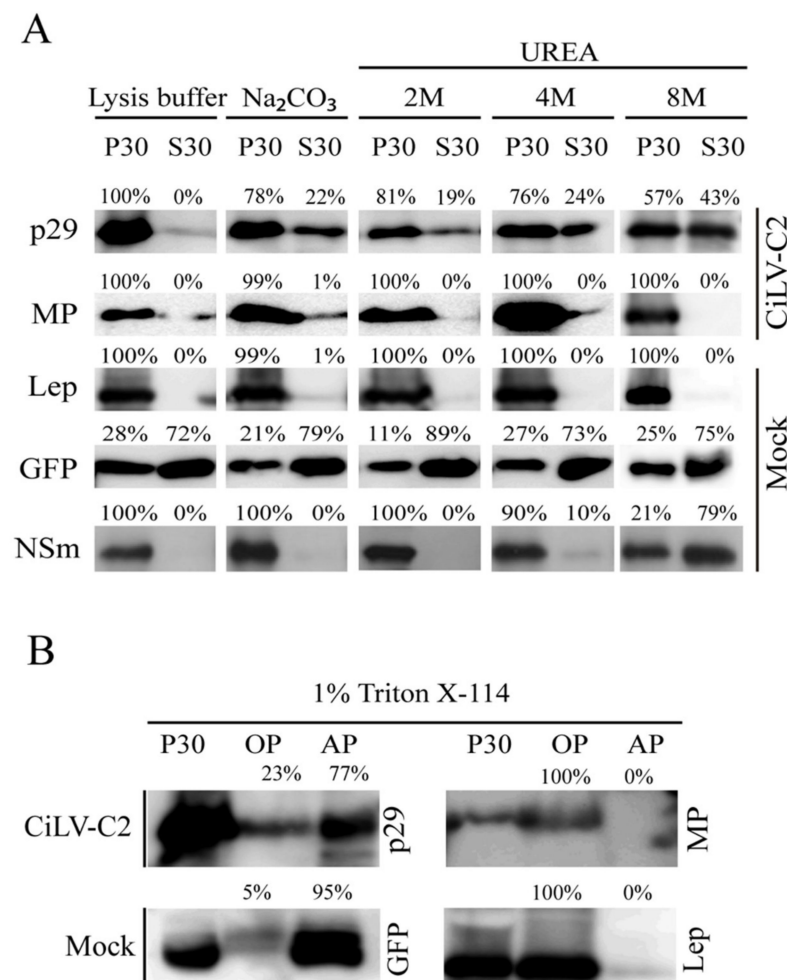 A
UREA
Lysis buffer Na₂CO₃ 2M 4M 8M
P30 S30 P30 S30 P30 S30 P30 S30 P30 S30
100% 0% 78% 22% 81% 19% 76% 24% 57% 43%
p29
100% 0% 99% 1% 100% 0% 100% 0% 100% 0%
MP
CiLV-C2
100% 0% 99% 1% 100% 0% 100% 0% 100% 0%
Lep
28% 72% 21% 79% 11% 89% 27% 73% 25% 75%
GFP
Mock
100% 0% 100% 0% 100% 0% 90% 10% 21% 79%
NSm
B
1% Triton X-114
P30 OP AP P30 OP AP
23% 77% 100% 0%
CiLV-C2 p29 MP
5% 95% 100% 0%
Mock GFP Lep